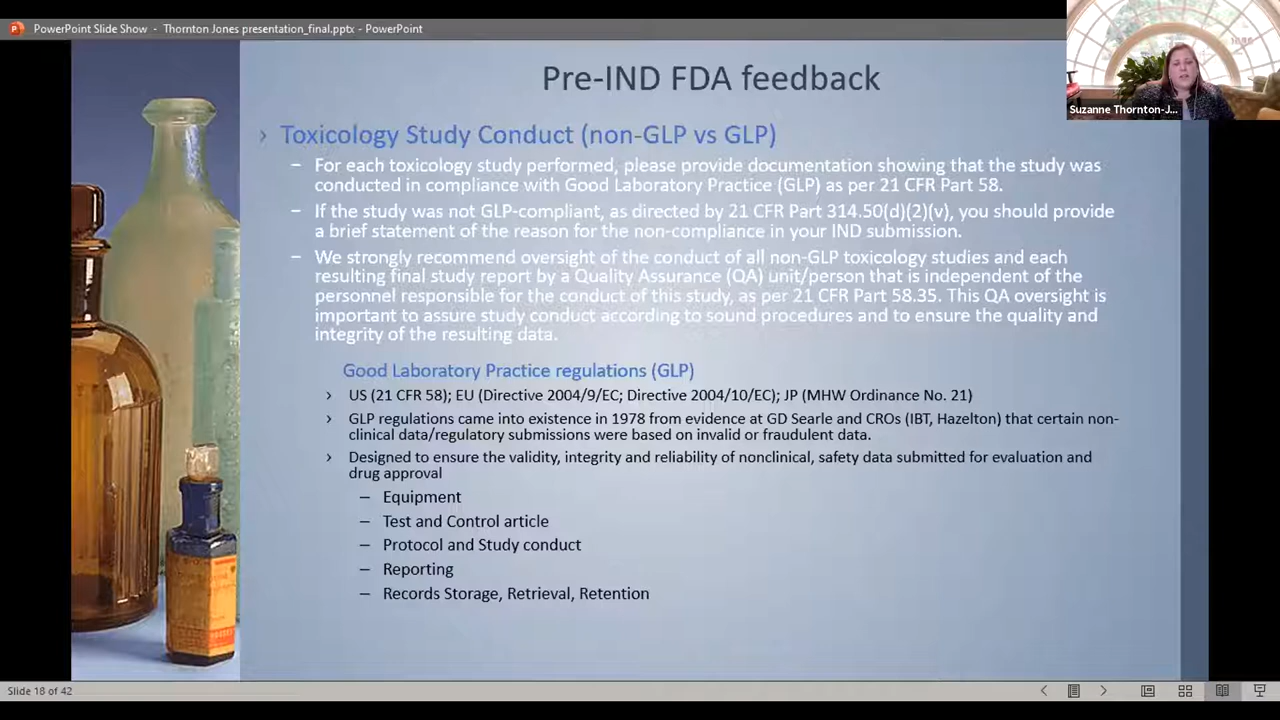 PowerPoint Slide Show - Thornton Jones presentation_final.pptx - PowerPoint
Suzanne Thornton-J...
Pre-IND FDA feedback
› Toxicology Study Conduct (non-GLP vs GLP)
– For each toxicology study performed, please provide documentation showing that the study was
conducted in compliance with Good Laboratory Practice (GLP) as per 21 CFR Part 58.
– If the study was not GLP-compliant, as directed by 21 CFR Part 314.50(d)(2)(v), you should provide
a brief statement of the reason for the non-compliance in your IND submission.
– We strongly recommend oversight of the conduct of all non-GLP toxicology studies and each
resulting final study report by a Quality Assurance (QA) unit/person that is independent of the
personnel responsible for the conduct of this study, as per 21 CFR Part 58.35. This QA oversight is
important to assure study conduct according to sound procedures and to ensure the quality and
integrity of the resulting data.
Good Laboratory Practice regulations (GLP)
› US (21 CFR 58); EU (Directive 2004/9/EC; Directive 2004/10/EC); JP (MHW Ordinance No. 21)
› GLP regulations came into existence in 1978 from evidence at GD Searle and CROs (IBT, Hazelton) that certain non-
clinical data/regulatory submissions were based on invalid or fraudulent data.
› Designed to ensure the validity, integrity and reliability of nonclinical, safety data submitted for evaluation and
drug approval
– Equipment
– Test and Control article
– Protocol and Study conduct
– Reporting
– Records Storage, Retrieval, Retention
Slide 18 of 42